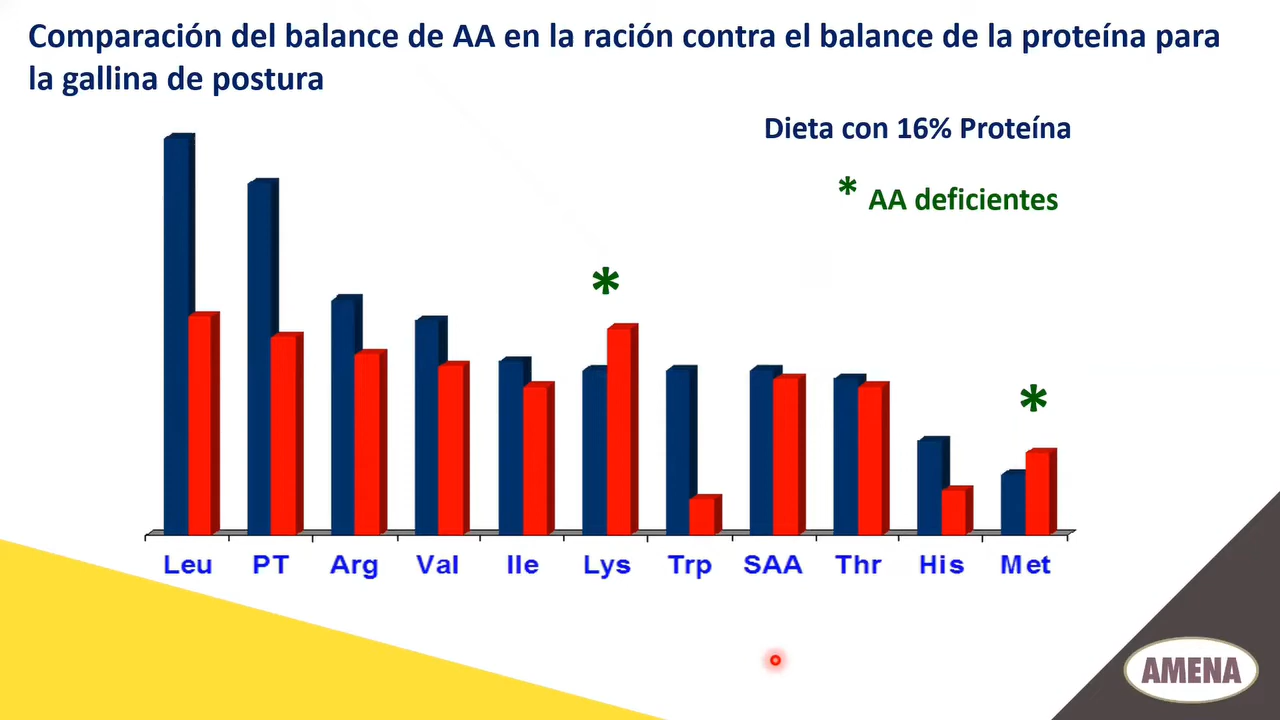 Comparación del balance de AA en la ración contra el balance de la proteína para
la gallina de postura
Dieta con 16% Proteína
* AA deficientes
*
*
Leu PT Arg Val Ile Lys Trp SAA Thr His Met
AMENA